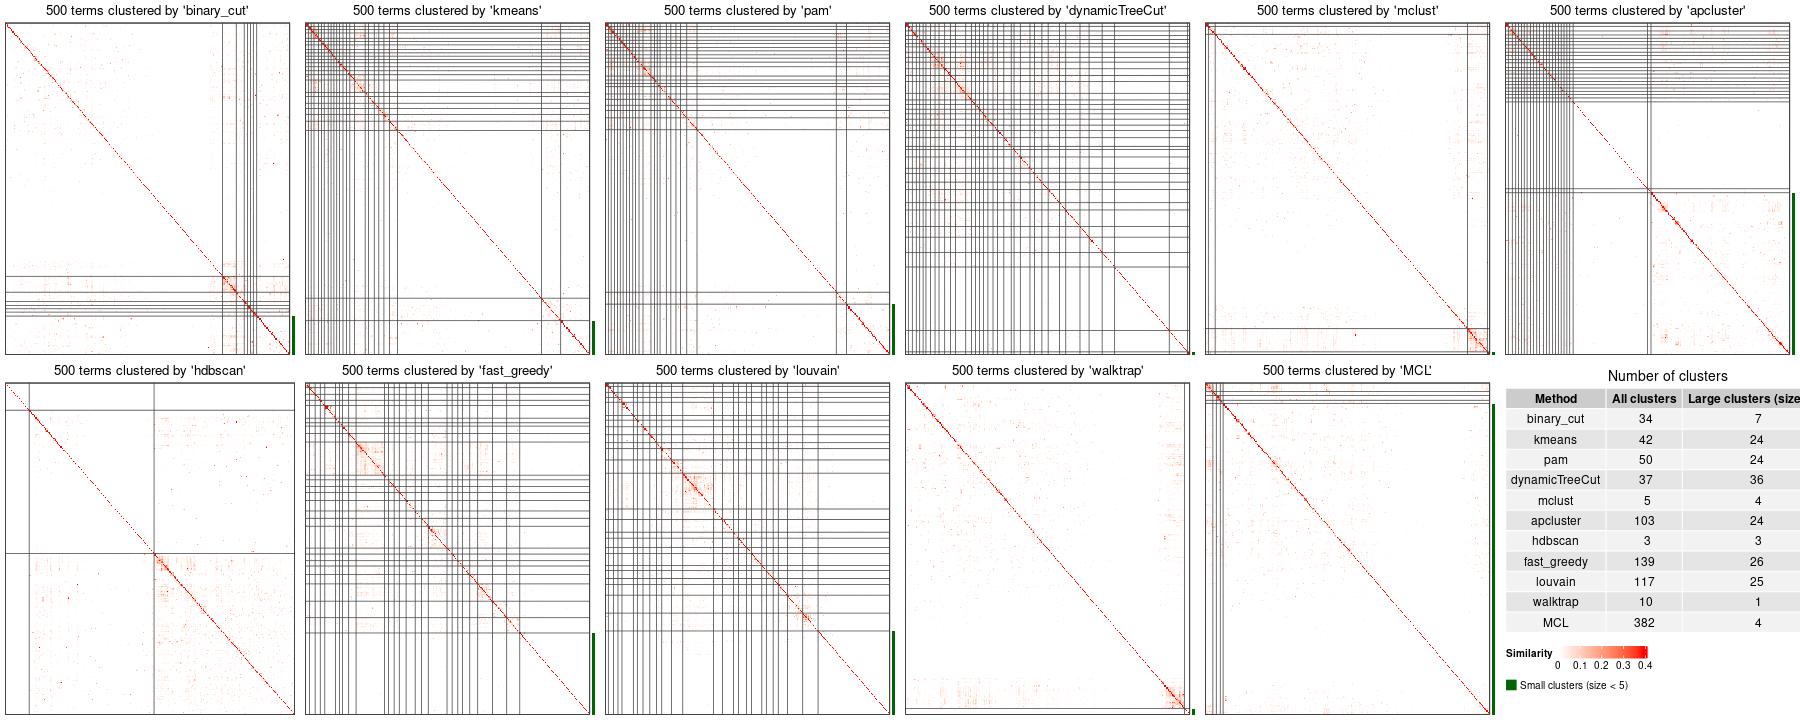 500 terms clustered by 'binary_cut'
500 terms clustered by 'kmeans'
500 terms clustered by 'pam'
500 terms clustered by 'dynamicTreeCut'
500 terms clustered by 'mclust'
500 terms clustered by 'apcluster'
500 terms clustered by 'hdbscan'
500 terms clustered by 'fast_greedy'
500 terms clustered by 'louvain'
500 terms clustered by 'walktrap'
500 terms clustered by 'MCL'
Number of clusters
Method All clusters Large clusters (size
binary_cut 34 7
kmeans 42 24
pam 50 24
dynamicTreeCut 37 36
mclust 5 4
apcluster 103 24
hdbscan 3 3
fast_greedy 139 26
louvain 117 25
walktrap 10 1
MCL 382 4
Similarity
0 0.1 0.2 0.3 0.4
Small clusters (size < 5)